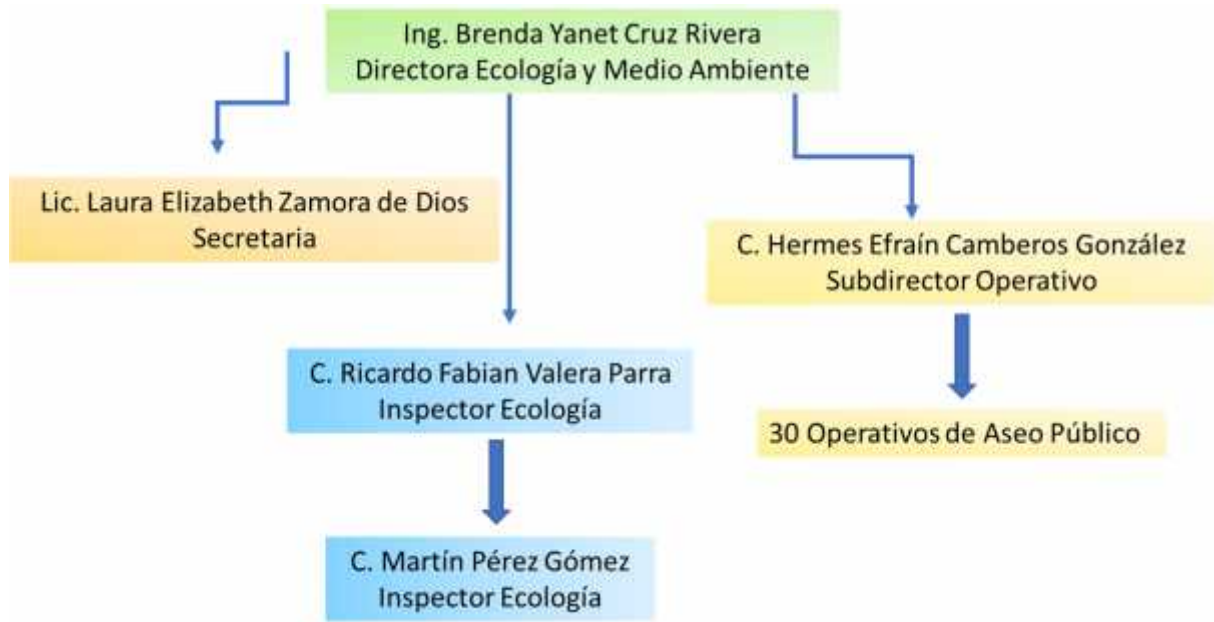 Ing. Brenda Yanet Cruz Rivera
Directora Ecología y Medio Ambiente
Lic. Laura Elizabeth Zamora de Dios
Secretaria
C. Hermes Efraín Camberos González
Subdirector Operativo
C. Ricardo Fabian Valera Parra
Inspector Ecología
30 Operativos de Aseo Público
C. Martín Pérez Gómez
Inspector Ecología